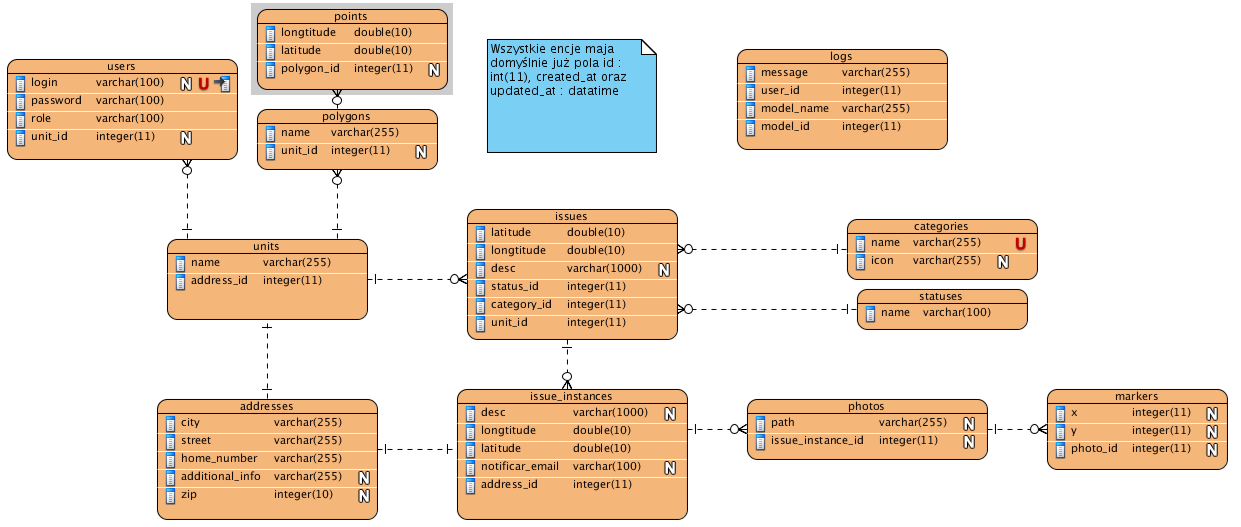 points
longtitude double(10)
latitude double(10)
polygon_id integer(11) N
users
login varchar(100) N U
password varchar(100)
role varchar(100)
unit_id integer(11) N
polygons
name varchar(255)
unit_id integer(11) N
Wszystkie encje maja
domyślnie już pola id :
int(11), created_at oraz
updated_at : datatime
logs
message varchar(255)
user_id integer(11)
model_name varchar(255)
model_id integer(11)
units
name varchar(255)
address_id integer(11)
issues
latitude double(10)
longtitude double(10)
desc varchar(1000) N
status_id integer(11)
category_id integer(11)
unit_id integer(11)
categories
name varchar(255) U
icon varchar(255) N
statuses
name varchar(100)
addresses
city varchar(255)
street varchar(255)
home_number varchar(255)
additional_info varchar(255) N
zip integer(10) N
issue_instances
desc varchar(1000) N
longtitude double(10)
latitude double(10)
notificar_email varchar(100) N
address_id integer(11)
photos
path varchar(255) N
issue_instance_id integer(11) N
markers
x integer(11) N
y integer(11) N
photo_id integer(11) N